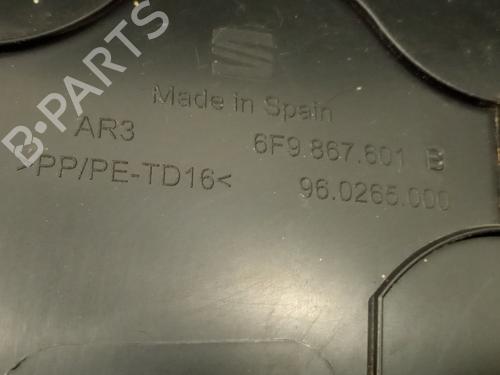 B-PARTS
Made in Spain
AR3 6F9.867.601 B
>PP/PE-TD16< 96.0265.000